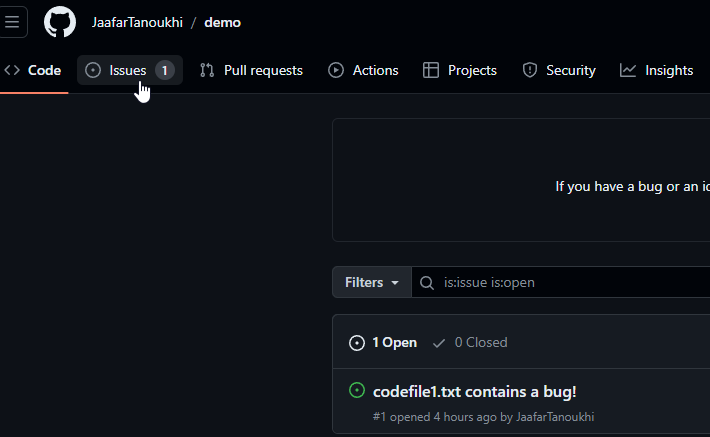 JaafarTanoukhi / demo
Code Issues 1 Pull requests Actions Projects Security Insights
If you have a bug or an
Filters is:issue is:open
1 Open 0 Closed
codefile1.txt contains a bug!
#1 opened 4 hours ago by JaafarTanoukhi